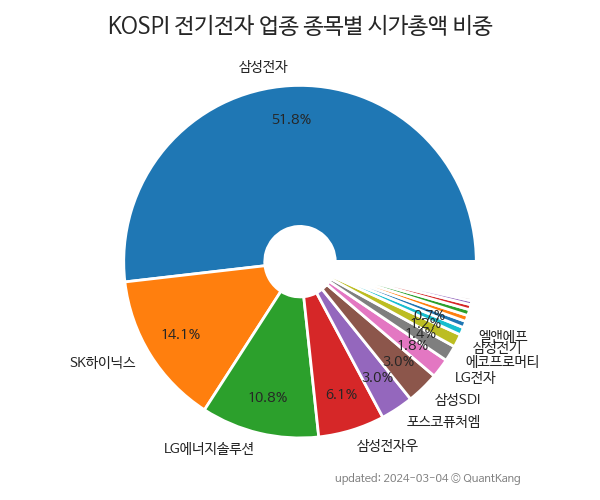 KOSPI 전기전자 업종 종목별 시가총액 비중
삼성전자
51.8%
14.1%
SK하이닉스
10.8%
LG에너지솔루션
6.1%
삼성전자우
3.0%
포스코퓨처엠
3.0%
삼성SDI
1.8%
LG전자
1.4%
에코프로머티
1.2%
삼성전기
0.7%
엘앤에프
updated: 2024-03-04 © QuantKang